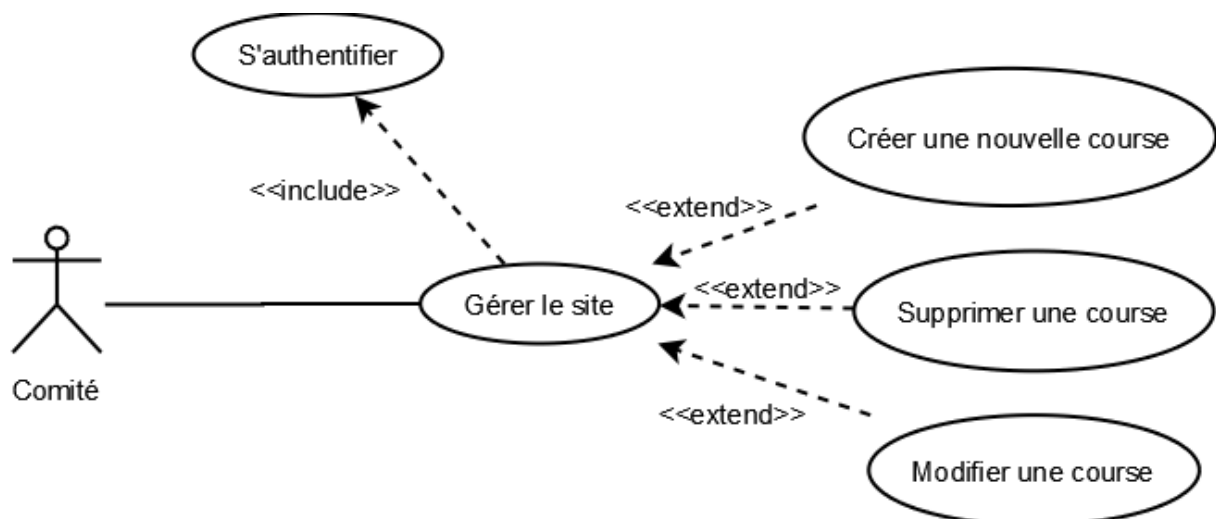 S'authentifier
Créer une nouvelle course
<<include>>
<<extend>>
Gérer le site
<<extend>>
Supprimer une course
Comité
<<extend>>
Modifier une course